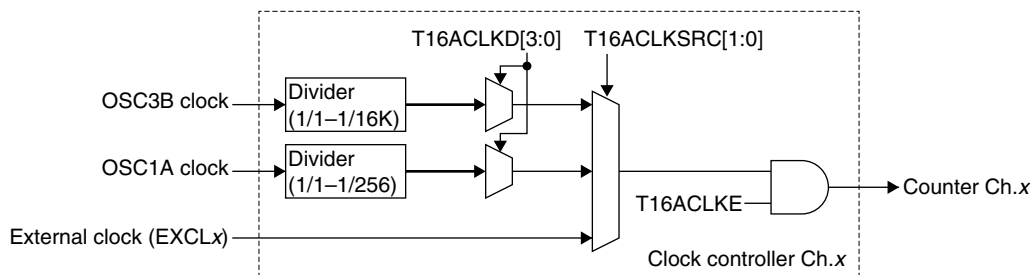 T16ACLKD[3:0]
T16ACLKSRC[1:0]
OSC3B clock
Divider
(1/1–1/16K)
OSC1A clock
Divider
(1/1–1/256)
T16ACLKE
Counter Ch.x
External clock (EXCLx)
Clock controller Ch.x